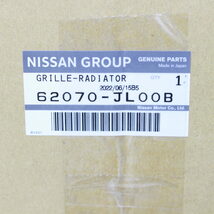 NISSAN GROUP
GENUINE PARTS
Made in Japan
GRILLE-RADIATOR
QTY
1
2022/06/15B5
62070-JL00B
Nissan Motor Co., Ltd.